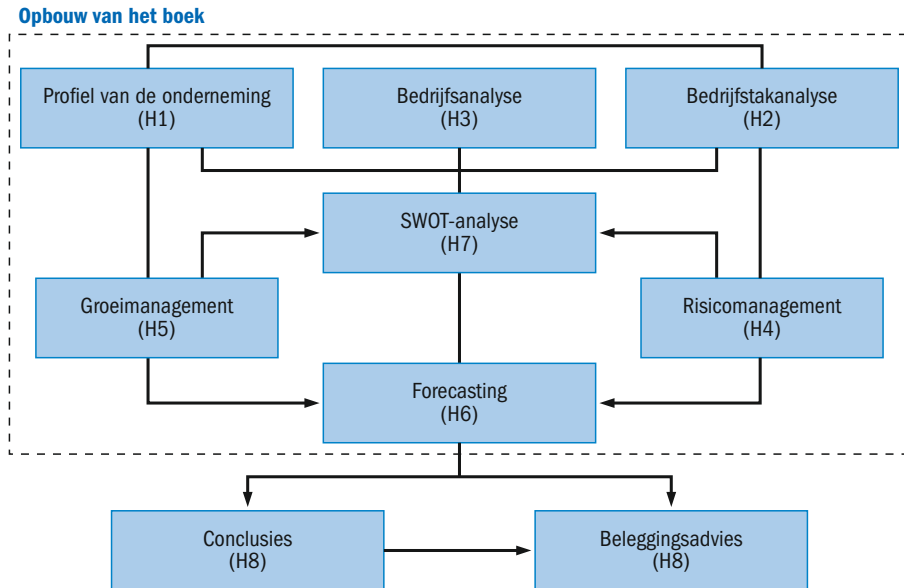 Opbouw van het boek
Profiel van de onderneming
(H1)
Bedrijfsanalyse
(H3)
Bedrijfstakanalyse
(H2)
SWOT-analyse
(H7)
Groeimanagement
(H5)
Risicomanagement
(H4)
Forecasting
(H6)
Conclusies
(H8)
Beleggingsadvies
(H8)